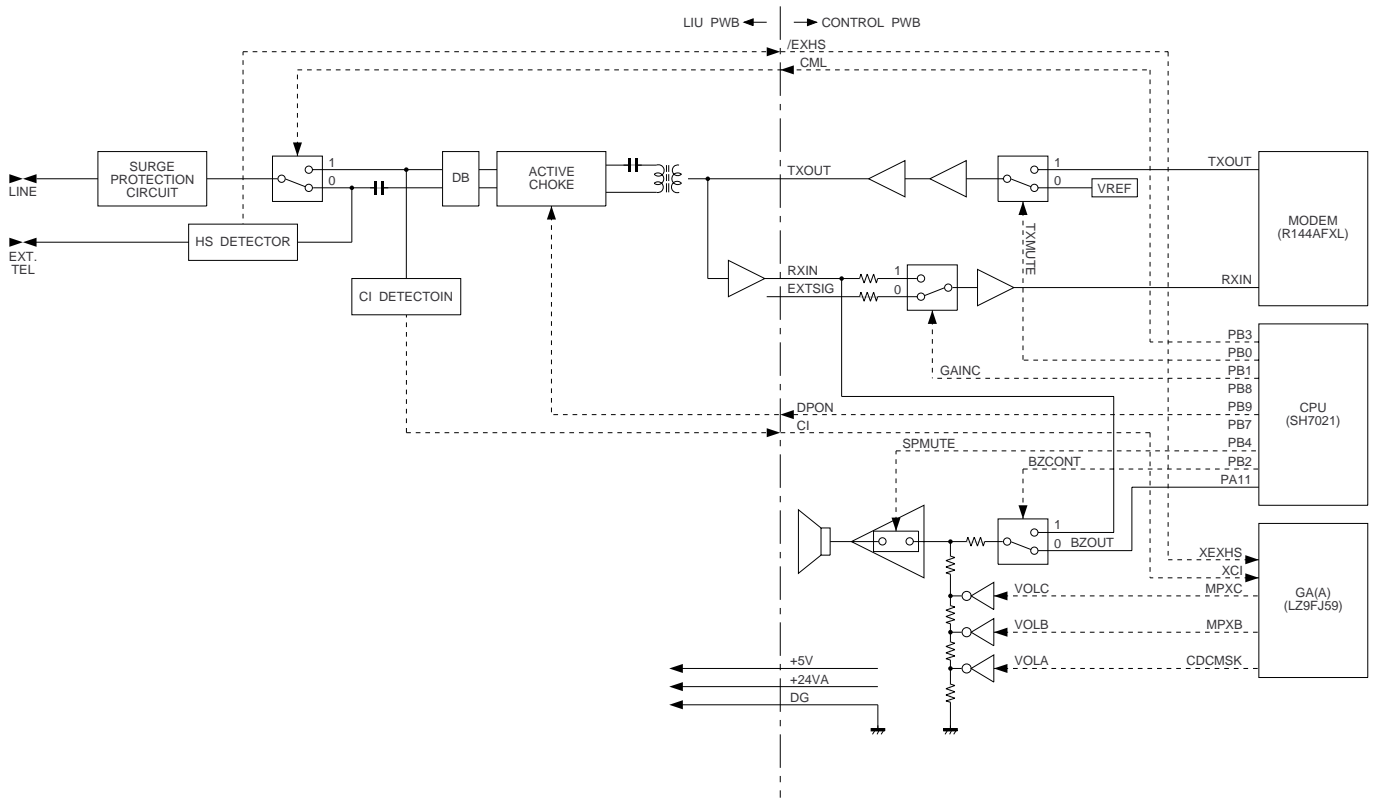 LIU PWB
CONTROL PWB
/EXHS
CML
LINE
SURGE
PROTECTION
CIRCUIT
1
0
DB
ACTIVE
CHOKE
TXOUT
1
0
VREF
TXOUT
MODEM
(R144AFXL)
EXT.
TEL
HS DETECTOR
TXMUTE
CI DETECTOIN
RXIN
EXTSIG
1
0
RXIN
GAINC
PB3
PB0
PB1
PB8
PB9
PB7
PB4
PB2
PA11
CPU
(SH7021)
DPON
CI
SPMUTE
BZCONT
1
0
BZOUT
XEXHS
XCI
MPXC
MPXB
CDCMSK
GA(A)
(LZ9FJ59)
VOLC
VOLB
VOLA
+5V
+24VA
DG